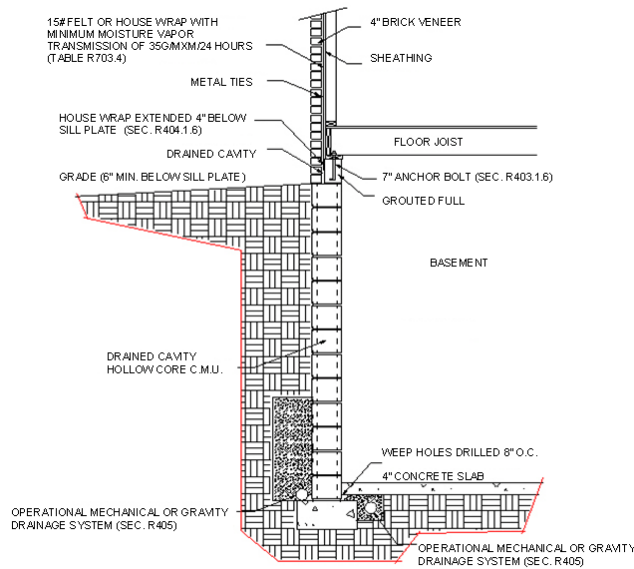 15# FELT OR HOUSE WRAP WITH
MINIMUM MOISTURE VAPOR
TRANSMISSION OF 35G/MXM/24 HOURS
(TABLE R703.4)
4" BRICK VENEER
SHEATHING
METAL TIES
HOUSE WRAP EXTENDED 4" BELOW
SILL PLATE (SEC. R404.1.6)
FLOOR JOIST
DRAINED CAVITY
GRADE (6" MIN. BELOW SILL PLATE)
7" ANCHOR BOLT (SEC. R403.1.6)
GROUTED FULL
BASEMENT
DRAINED CAVITY
HOLLOW CORE C.M.U.
WEEP HOLES DRILLED 8" O.C.
4" CONCRETE SLAB
OPERATIONAL MECHANICAL OR GRAVITY
DRAINAGE SYSTEM (SEC. R405)
OPERATIONAL MECHANICAL OR GRAVITY
DRAINAGE SYSTEM (SEC. R405)